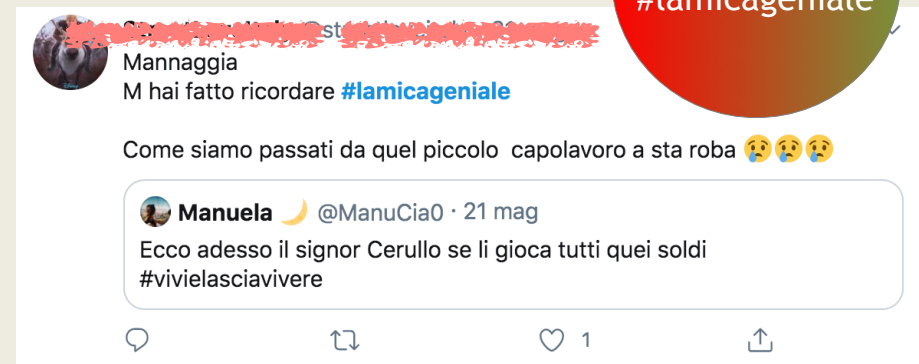 #lamicageniale
Mannaggia
M hai fatto ricordare #lamicageniale
Come siamo passati da quel piccolo capolavoro a sta roba 😢😢😢
Manuela 🌙 @ManuCia0 · 21 mag
Ecco adesso il signor Cerullo se li gioca tutti quei soldi
#vivielasciavivere
1